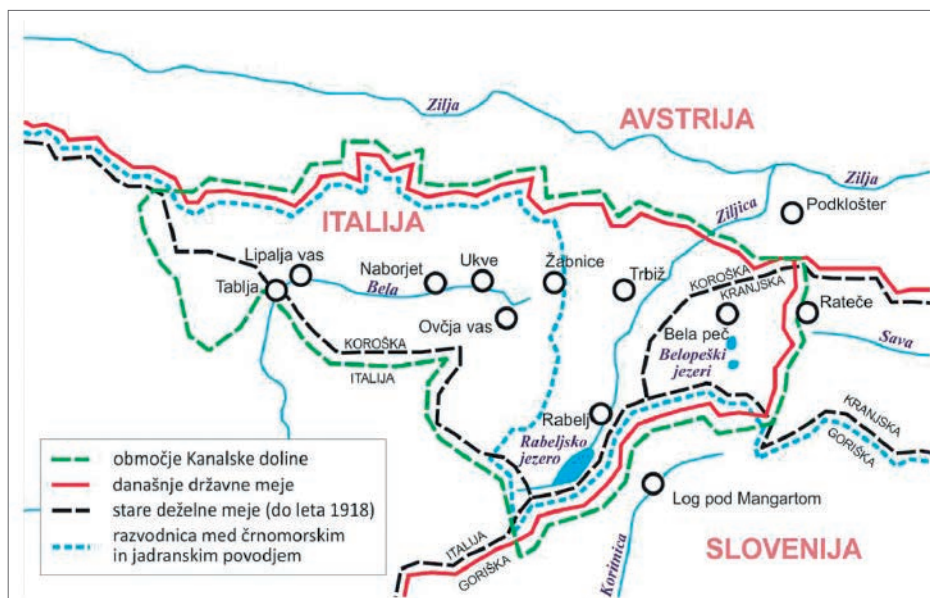 Zilja
AVSTRIJA
Zilja
Zilja
Ziljica
Podklošter
ITALIJA
Lipalja vas
Naborjet
Ukve
Žabnice
Trbiž
KOROŠKA
KRANJSKA
Tablja
Bela
Bela peč
Rateče
Ovčja vas
Sava
KOROŠKA
ITALIJA
Belopeški
jezeri
Rabelj
Rabeljsko
jezero
KRANJSKA
GORIŠKA
območje Kanalske doline
današnje državne meje
stare deželne meje (do leta 1918)
razvodnica med črnomorskim
in jadranskim povodjem
Log pod Mangartom
ITALIJA
GORIŠKA
Koritnica
SLOVENIJA